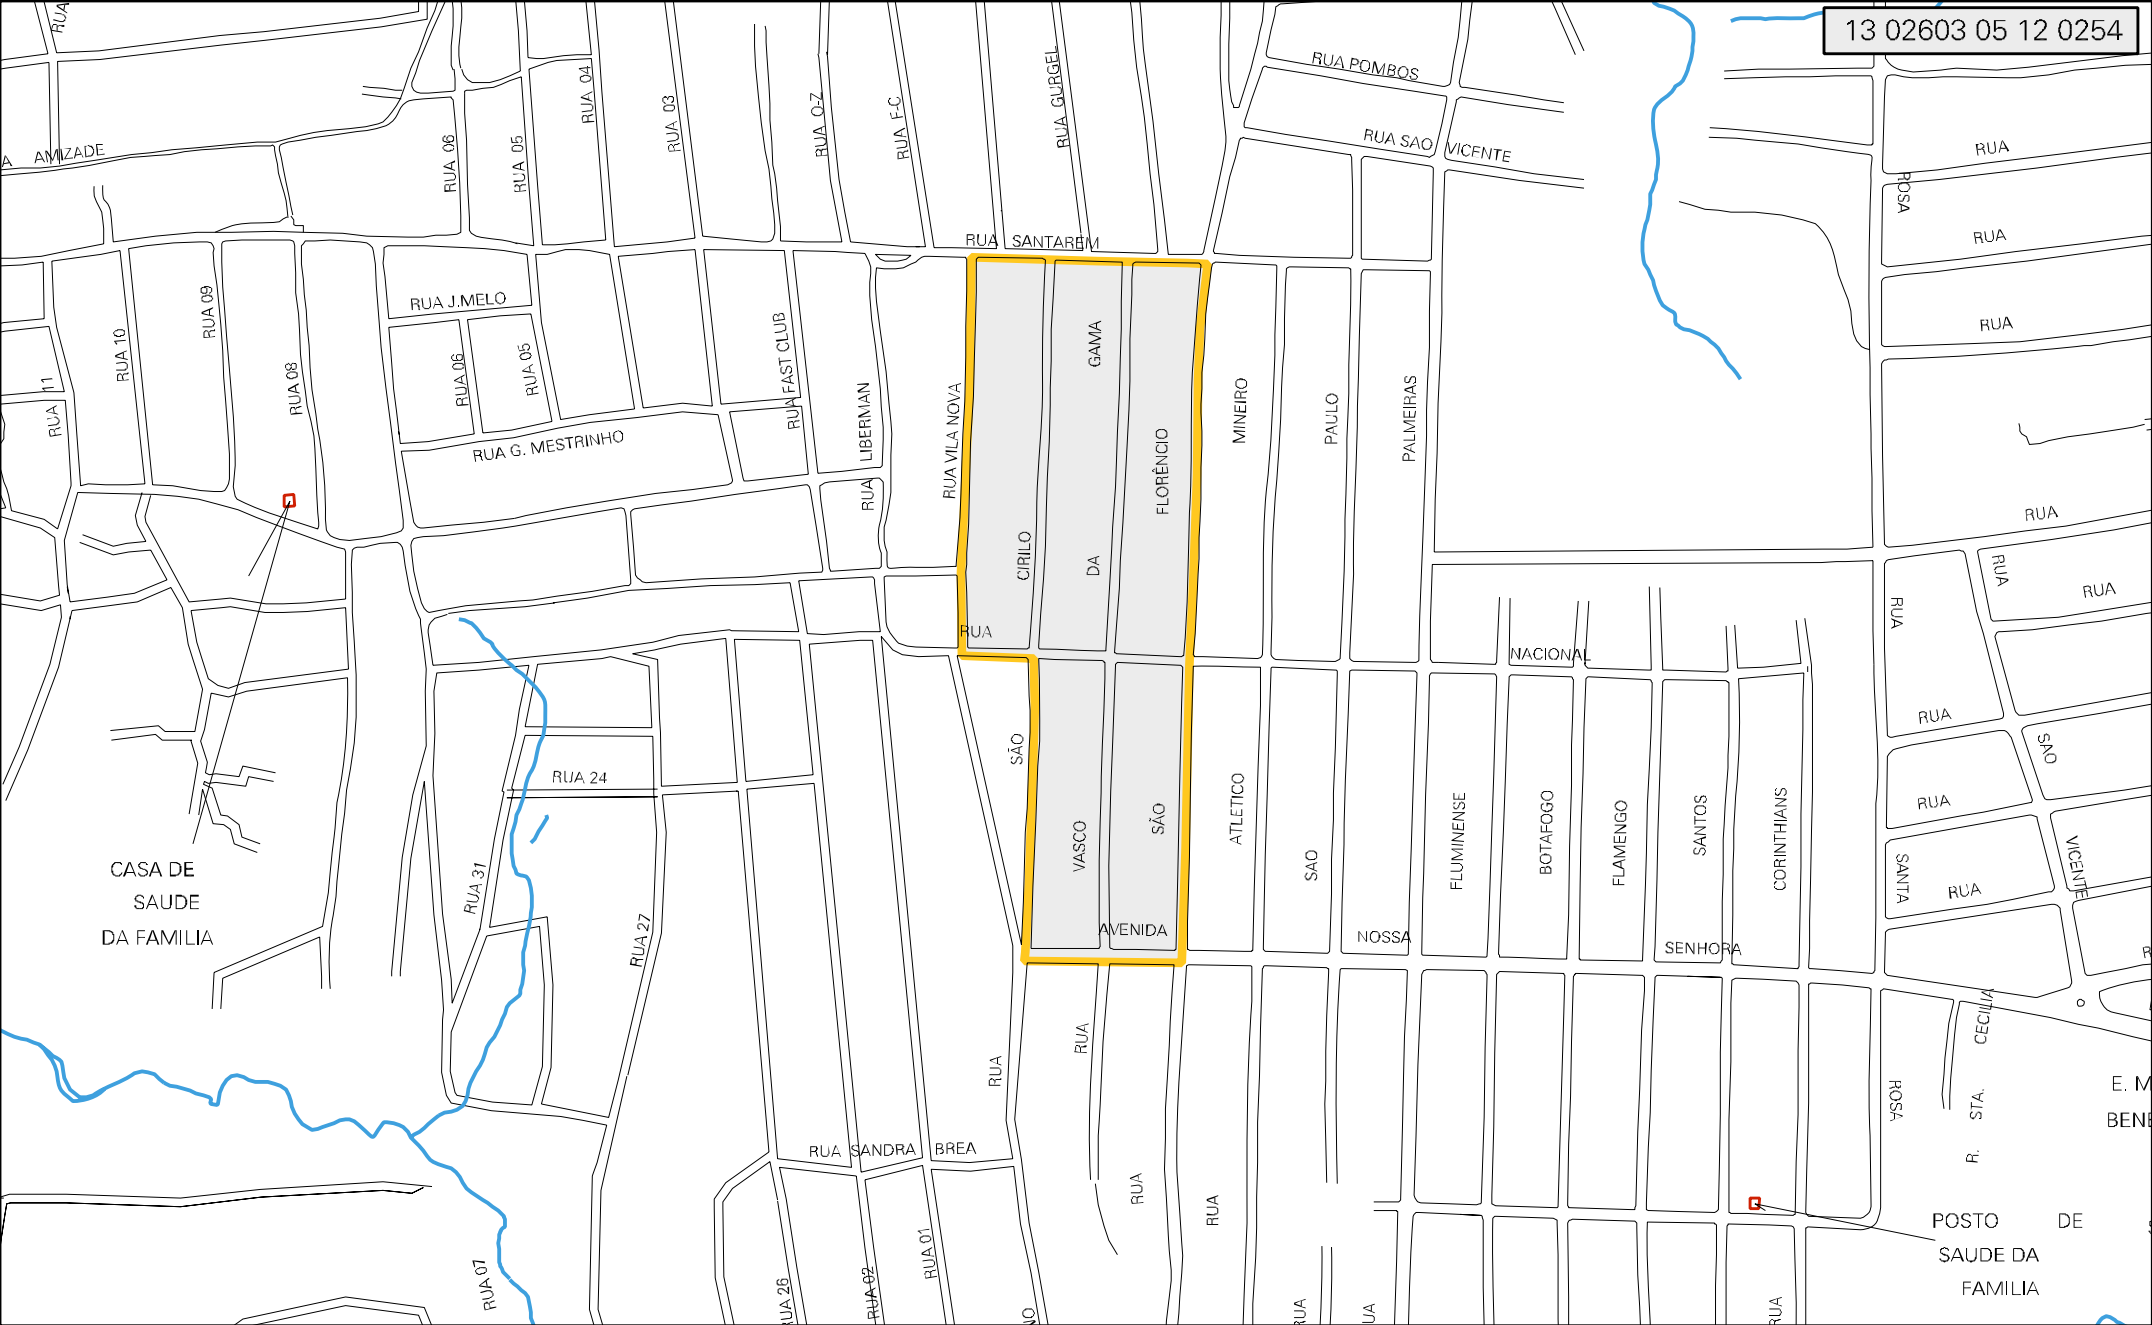 13 02603 05 12 0254
RUA
RUA POMBOS
RUA SAO VICENTE
AMIZADE
RUA 06
RUA 05
RUA 04
RUA 03
RUA O-Z
RUA F-C
RUA GURGEL
RUA
ROSA
RUA
RUA
RUA SANTAREM
RUA J.MELO
RUA 11
RUA 10
RUA 09
RUA 08
RUA 06
RUA 05
RUA FAST CLUB
RUA LIBERMAN
RUA VILA NOVA
RUA G. MESTRINHO
CIRILO
GAMA
DA
FLORÊNCIO
MINEIRO
PAULO
PALMEIRAS
RUA
RUA
RUA
RUA
RUA
NACIONAL
RUA
SAO
RUA
VICENTE
RUA
SANTA
SÃO
VASCO
SÃO
ATLETICO
SAO
FLUMINENSE
BOTAFOGO
FLAMENGO
SANTOS
CORINTHIANS
RUA 24
RUA 31
RUA 27
CASA DE
SAUDE
DA FAMILIA
AVENIDA
NOSSA
SENHORA
RUA
RUA
RUA
RUA
ROSA
R. STA. CECILIA
E. M
BENE
RUA SANDRA BREA
RUA 07
RUA 26
RUA 02
RUA 01
RUA
POSTO DE
SAUDE DA
FAMILIA